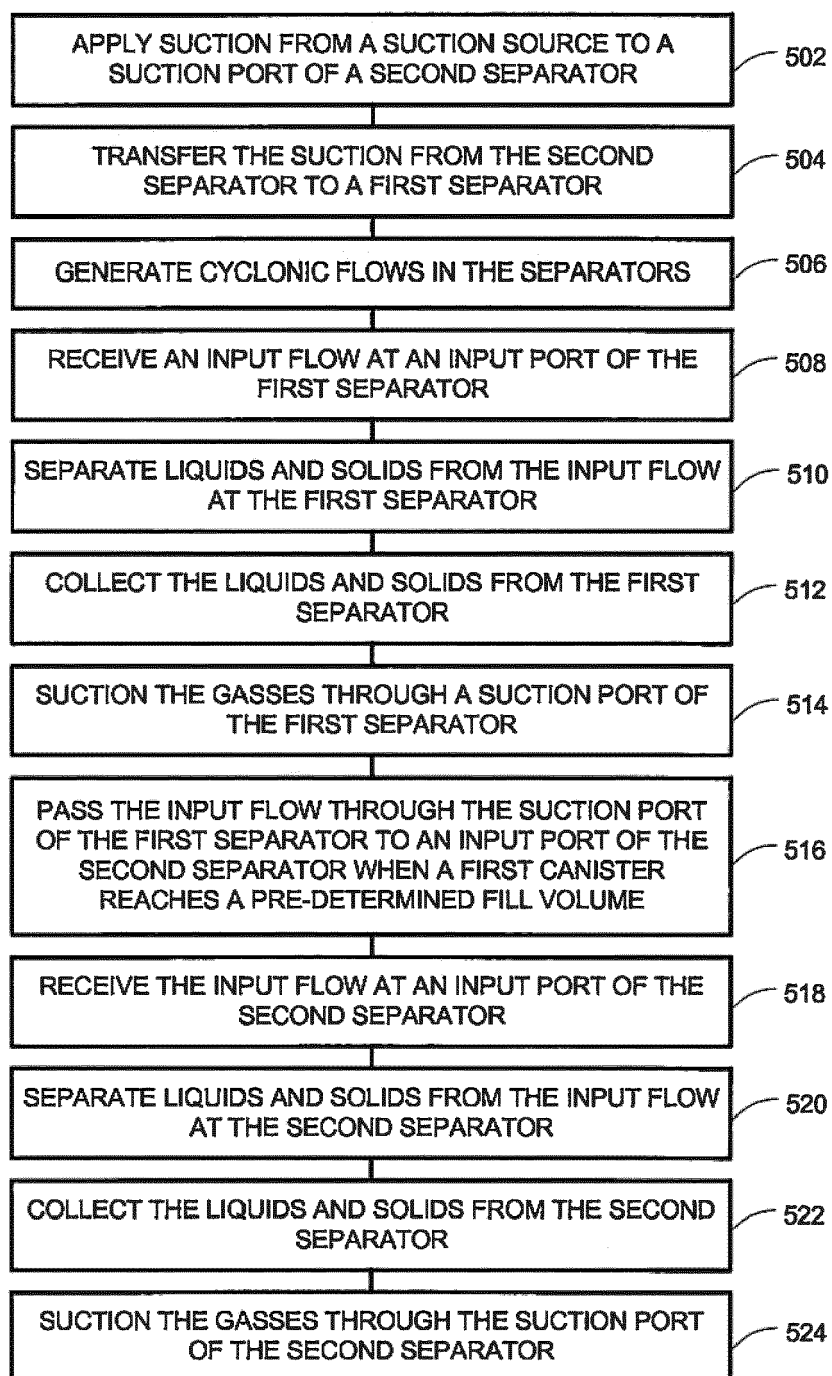 APPLY SUCTION FROM A SUCTION SOURCE TO A
SUCTION PORT OF A SECOND SEPARATOR
502
TRANSFER THE SUCTION FROM THE SECOND
SEPARATOR TO A FIRST SEPARATOR
504
GENERATE CYCLONIC FLOWS IN THE SEPARATORS
506
RECEIVE AN INPUT FLOW AT AN INPUT PORT OF THE
FIRST SEPARATOR
508
SEPARATE LIQUIDS AND SOLIDS FROM THE INPUT FLOW
AT THE FIRST SEPARATOR
510
COLLECT THE LIQUIDS AND SOLIDS FROM THE FIRST
SEPARATOR
512
SUCTION THE GASSES THROUGH A SUCTION PORT OF
THE FIRST SEPARATOR
514
PASS THE INPUT FLOW THROUGH THE SUCTION PORT
OF THE FIRST SEPARATOR TO AN INPUT PORT OF THE
SECOND SEPARATOR WHEN A FIRST CANISTER
REACHES A PRE-DETERMINED FILL VOLUME
516
RECEIVE THE INPUT FLOW AT AN INPUT PORT OF THE
SECOND SEPARATOR
518
SEPARATE LIQUIDS AND SOLIDS FROM THE INPUT FLOW
AT THE SECOND SEPARATOR
520
COLLECT THE LIQUIDS AND SOLIDS FROM THE SECOND
SEPARATOR
522
SUCTION THE GASSES THROUGH THE SUCTION PORT
OF THE SECOND SEPARATOR
524